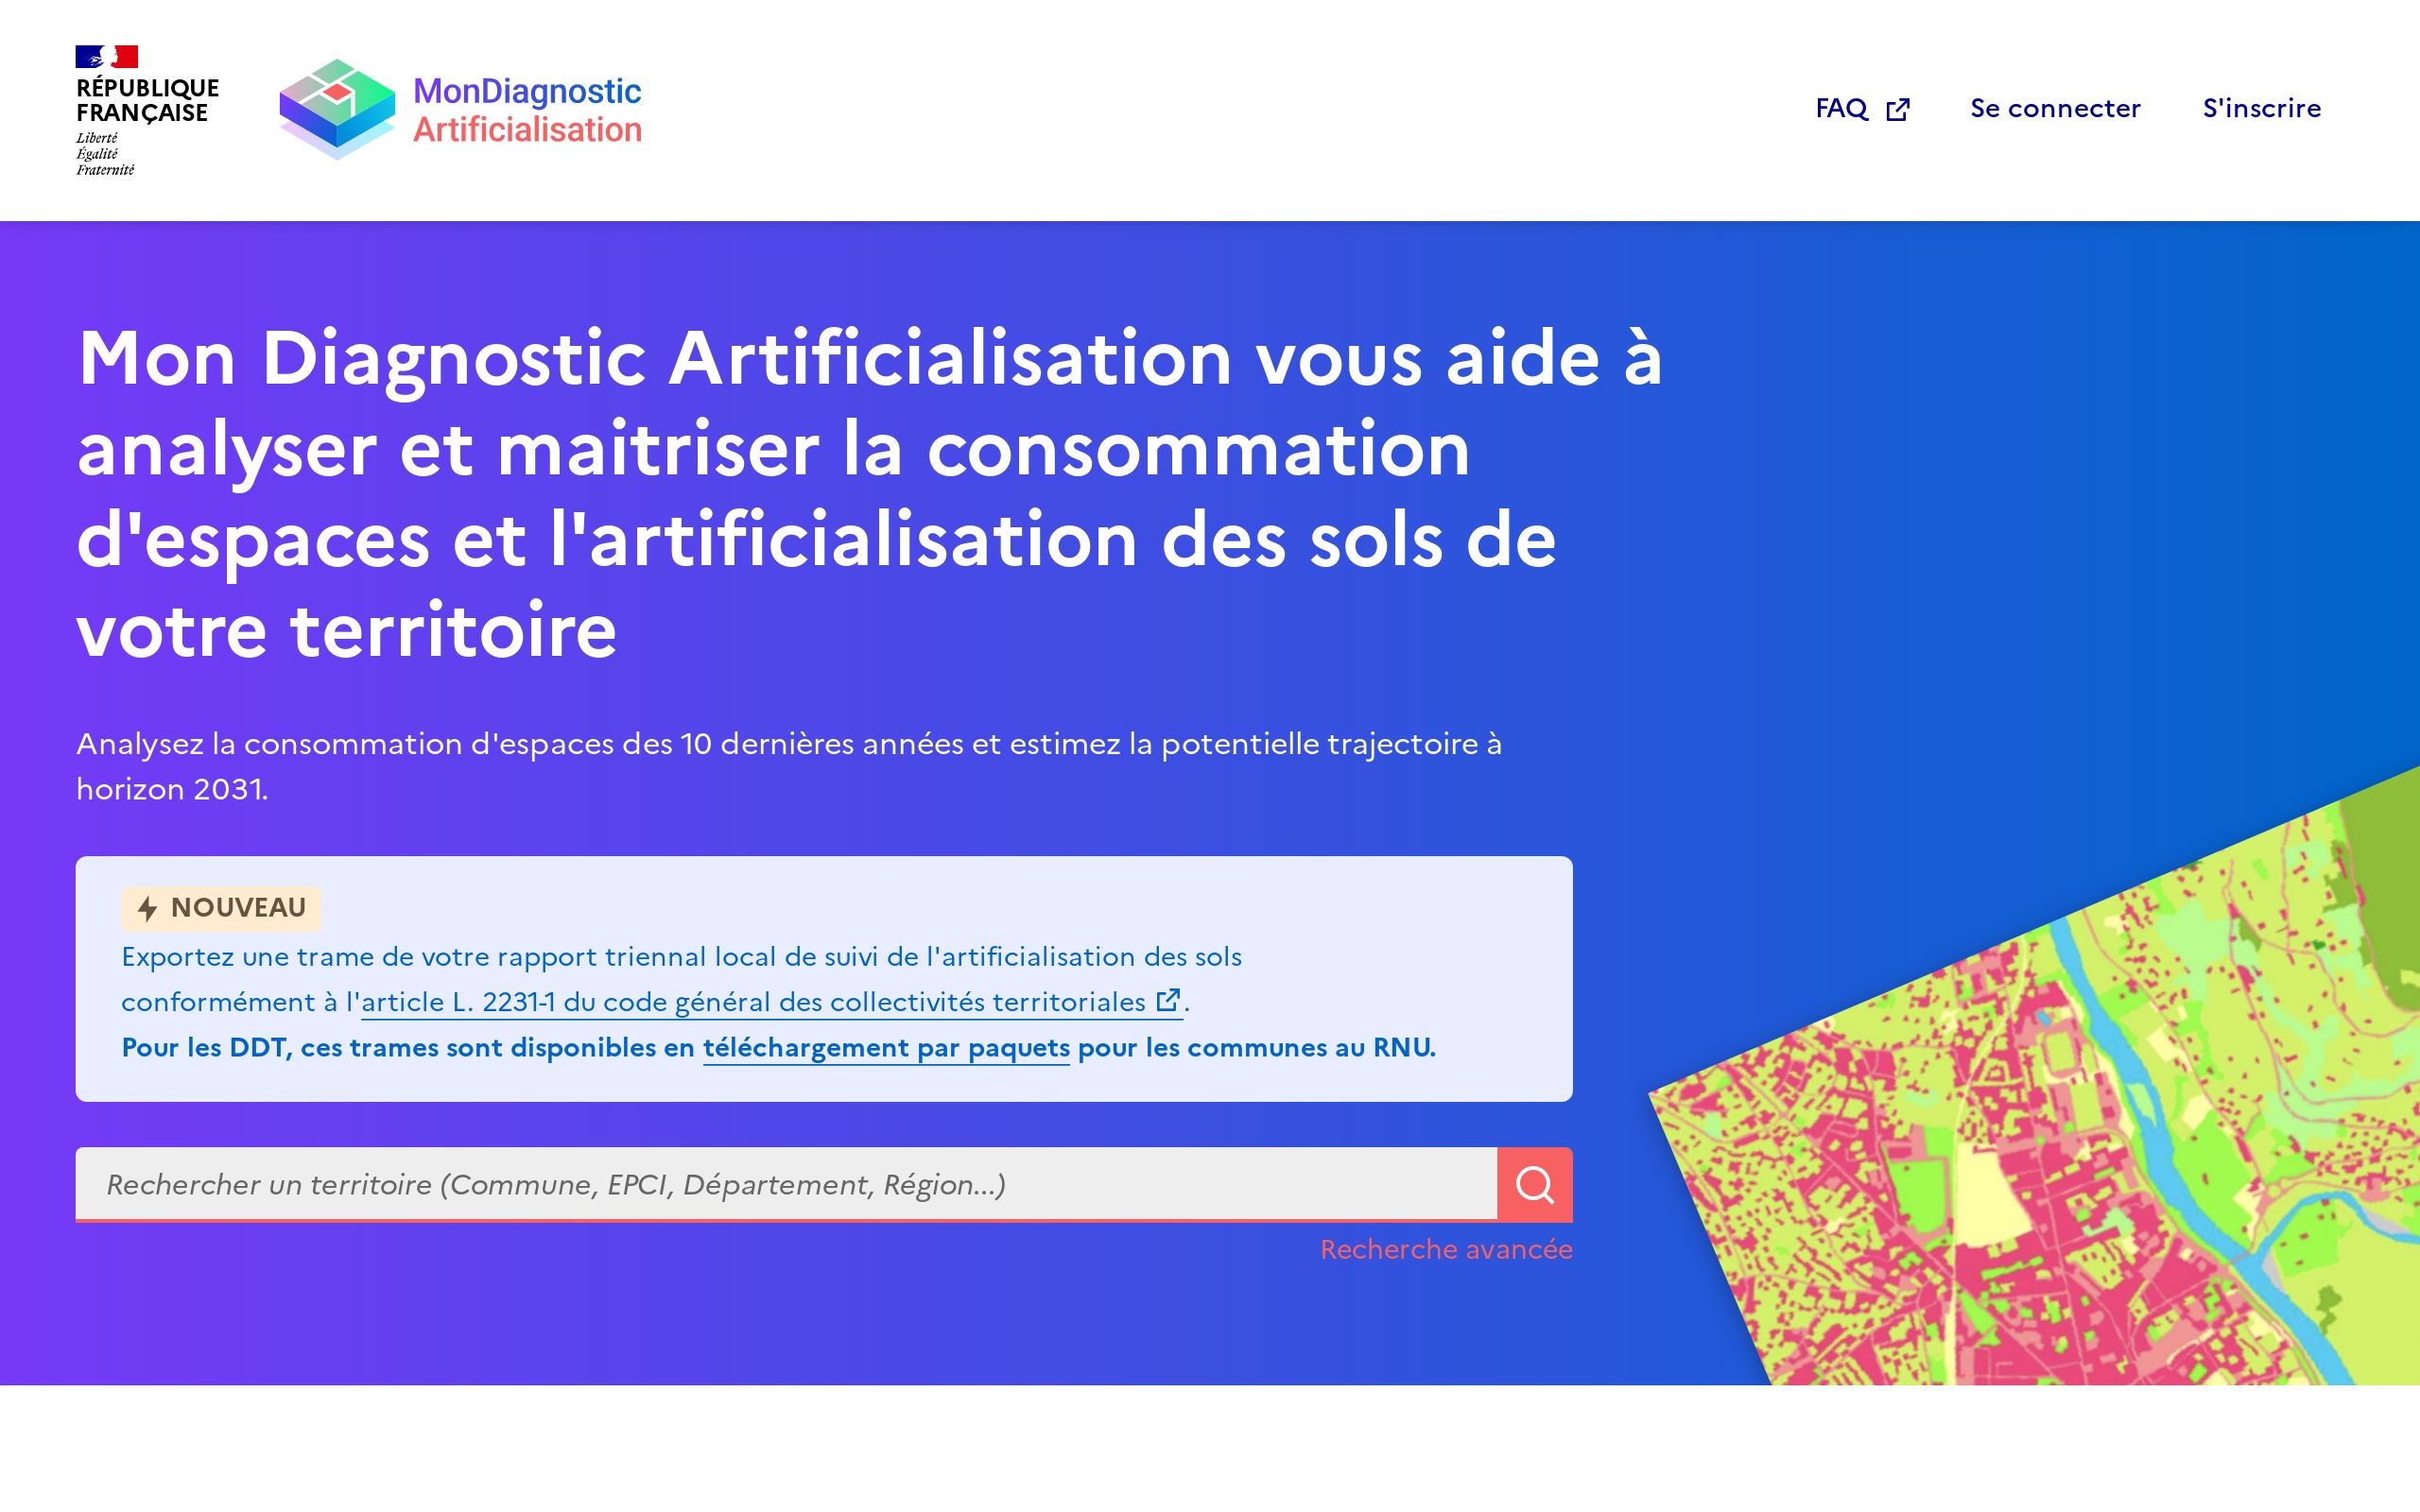 RÉPUBLIQUE
FRANÇAISE
Liberté
Égalité
Fraternité
MonDiagnostic
Artificialisation
FAQ
Se connecter
S'inscrire
Mon Diagnostic Artificialisation vous aide à
analyser et maitriser la consommation
d'espaces et l'artificialisation des sols de
votre territoire
Analysez la consommation d'espaces des 10 dernières années et estimez la potentielle trajectoire à
horizon 2031.
NOUVEAU
Exportez une trame de votre rapport triennal local de suivi de l'artificialisation des sols
conformément à l'article L. 2231-1 du code général des collectivités territoriales.
Pour les DDT, ces trames sont disponibles en téléchargement par paquets pour les communes au RNU.
Rechercher un territoire (Commune, EPCI, Département, Région...)
Recherche avancée